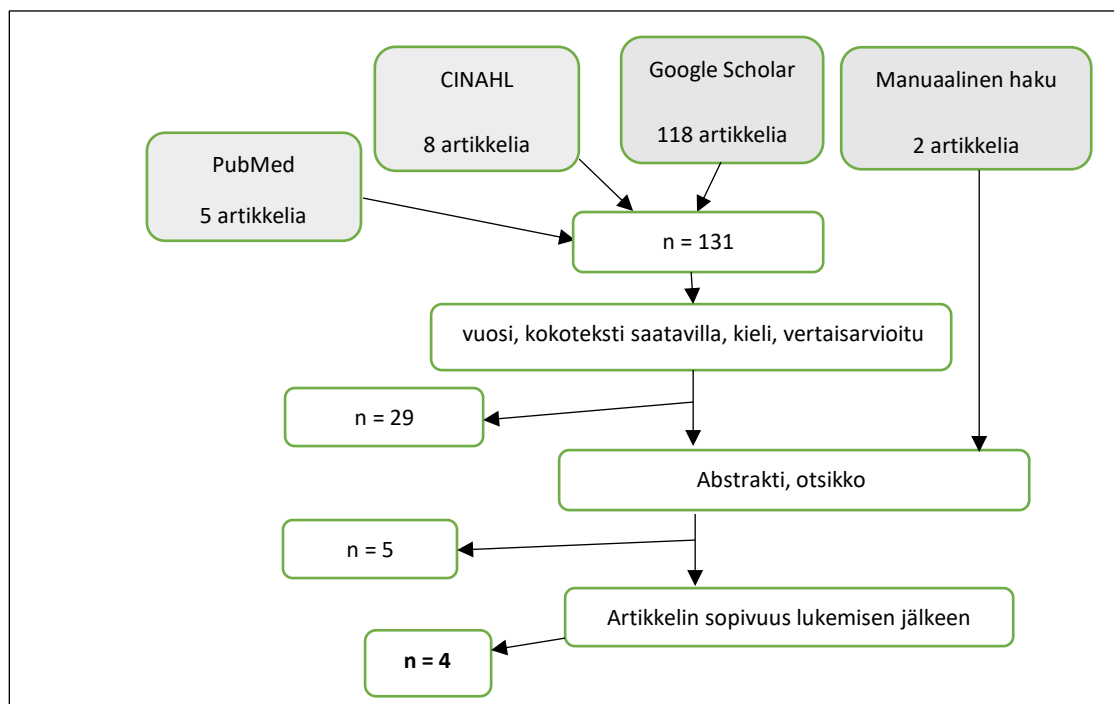 CINAHL
8 artikkelia
Google Scholar
118 artikkelia
Manuaalinen haku
2 artikkelia
PubMed
5 artikkelia
n = 131
vuosi, kokoteksti saatavilla, kieli, vertaisarvioitu
n = 29
Abstrakti, otsikko
n = 5
Artikkelin sopivuus lukemisen jälkeen
n = 4